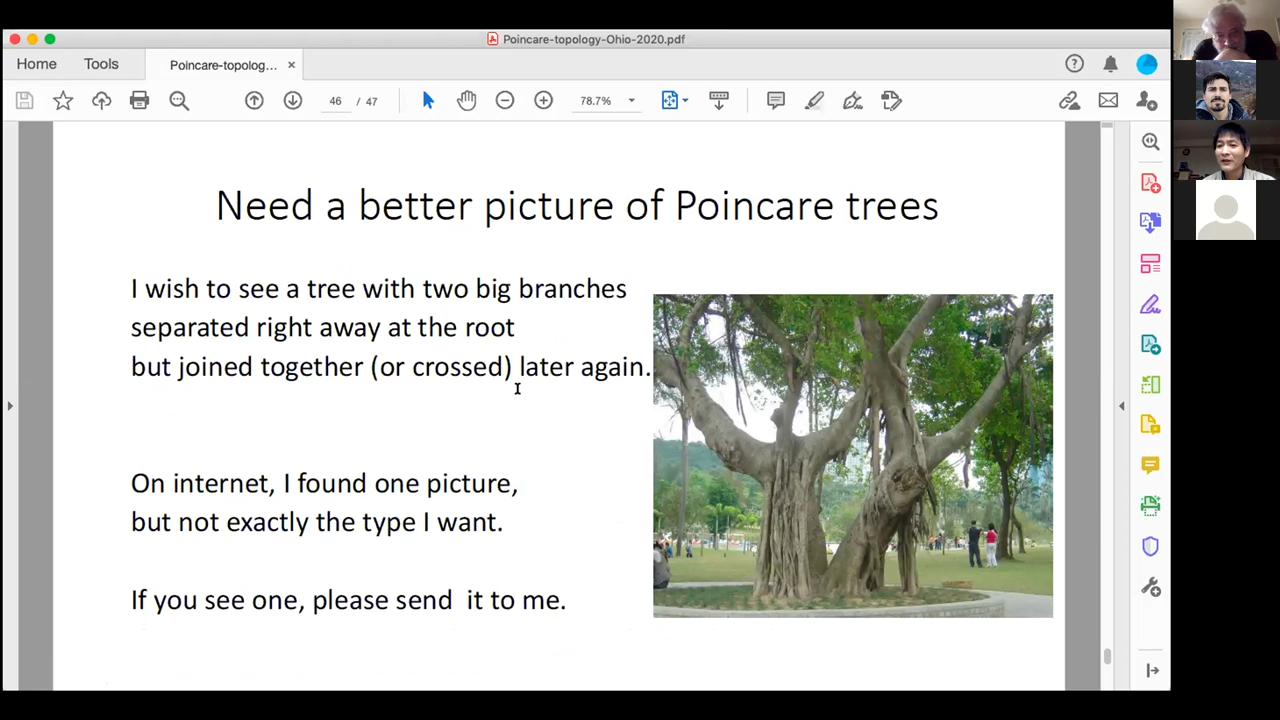 Poincare-topology-Ohio-2020.pdf
Home Tools Poincare-topolog... ×
46 / 47 78.7%
Need a better picture of Poincare trees
I wish to see a tree with two big branches
separated right away at the root
but joined together (or crossed) later again.
On internet, I found one picture,
but not exactly the type I want.
If you see one, please send  it to me.